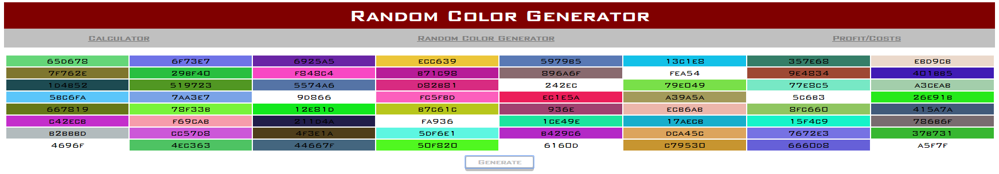 Random Color Generator
Calculator Random Color Generator Profit/Costs
65d678 6f73e7 6925a5 ecc639 5979b5 13c1e8 357e68 ebd9cb
7f762e 29bf40 f848c4 b71c98 896a6f fea54 9e4834 401bb5
1d4b52 519723 5574a6 d82b81 242ec 79e049 77e8c5 a3ceab
5bc6fa 7aa3e7 9d866 fc5fbd ec1e5a a39a5a 5c6b3 26e91b
667819 78f33b 12e81d b7c61c 936e ecb6ab 8fc660 415a7a
c42ecb f69cab 211d4a fa936 1ce49e 17aecb 15f4c9 786b6f
b2bbbd cc57d8 4f3e1a 5df6e1 b429c6 dca45c 7672e3 37b731
4696f 4ec363 44667f 50f820 6160d c79530 6660d8 a5f7f
Generate